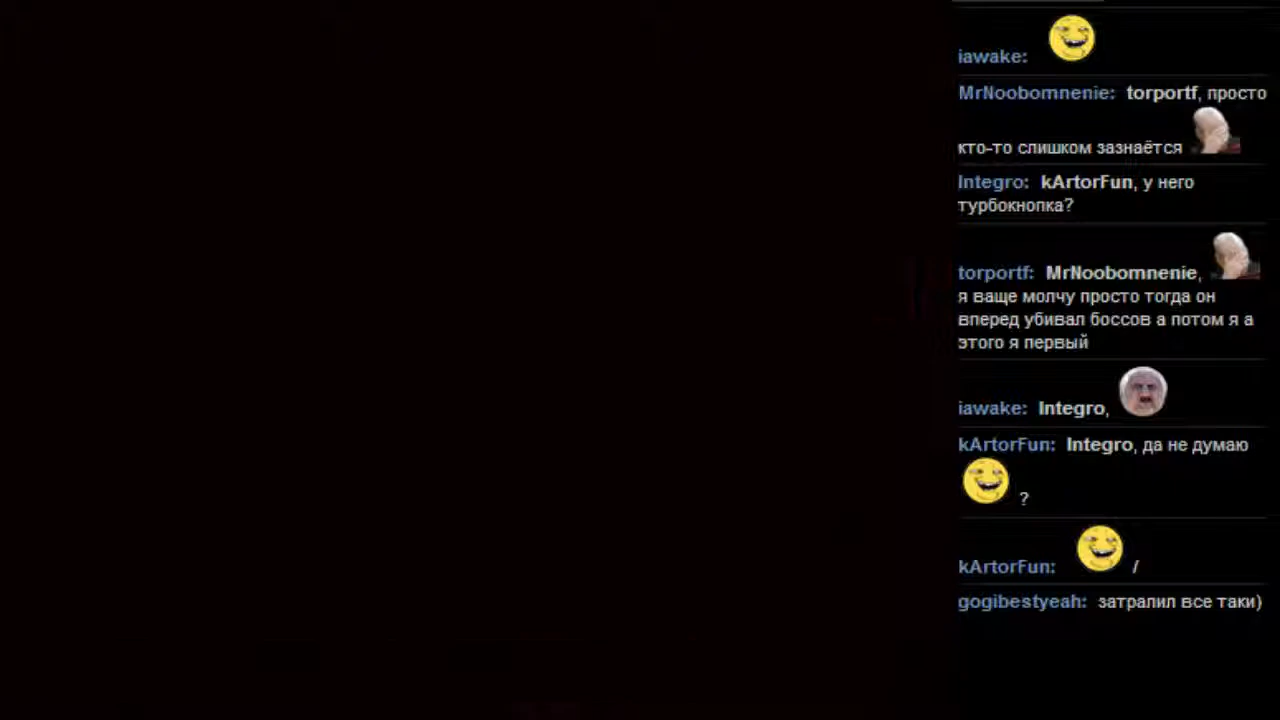 iawake:
MrNoobomnenie: torportf, просто
кто-то слишком зазнаётся
Integro: kArtorFun, у него
турбокнопка?
torportf: MrNoobomnenie,
я ваще молчу просто тогда он
вперед убивал боссов а потом я а
этого я первый
iawake: Integro,
kArtorFun: Integro, да не думаю
?
kArtorFun: /
gogibestyeah: затралил все таки)